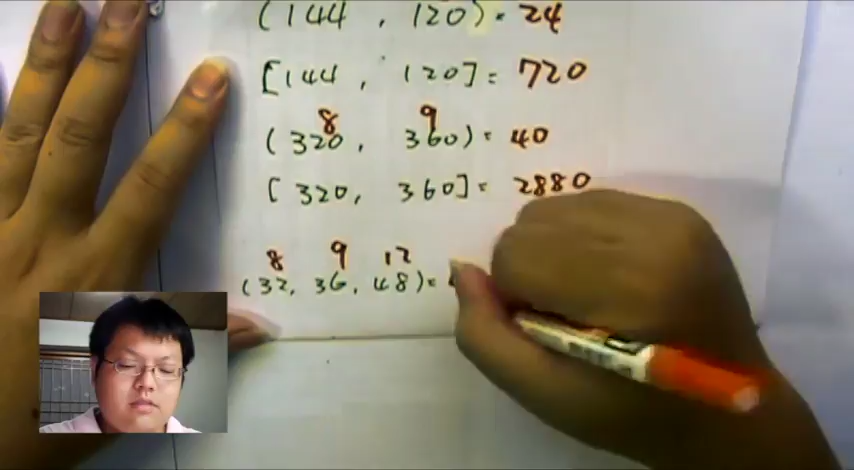 (144, 120) = 24
[144, 120] = 720
8 9
(320, 360) = 40
[320, 360] = 2880
8 9 12
(32, 36, 48) =